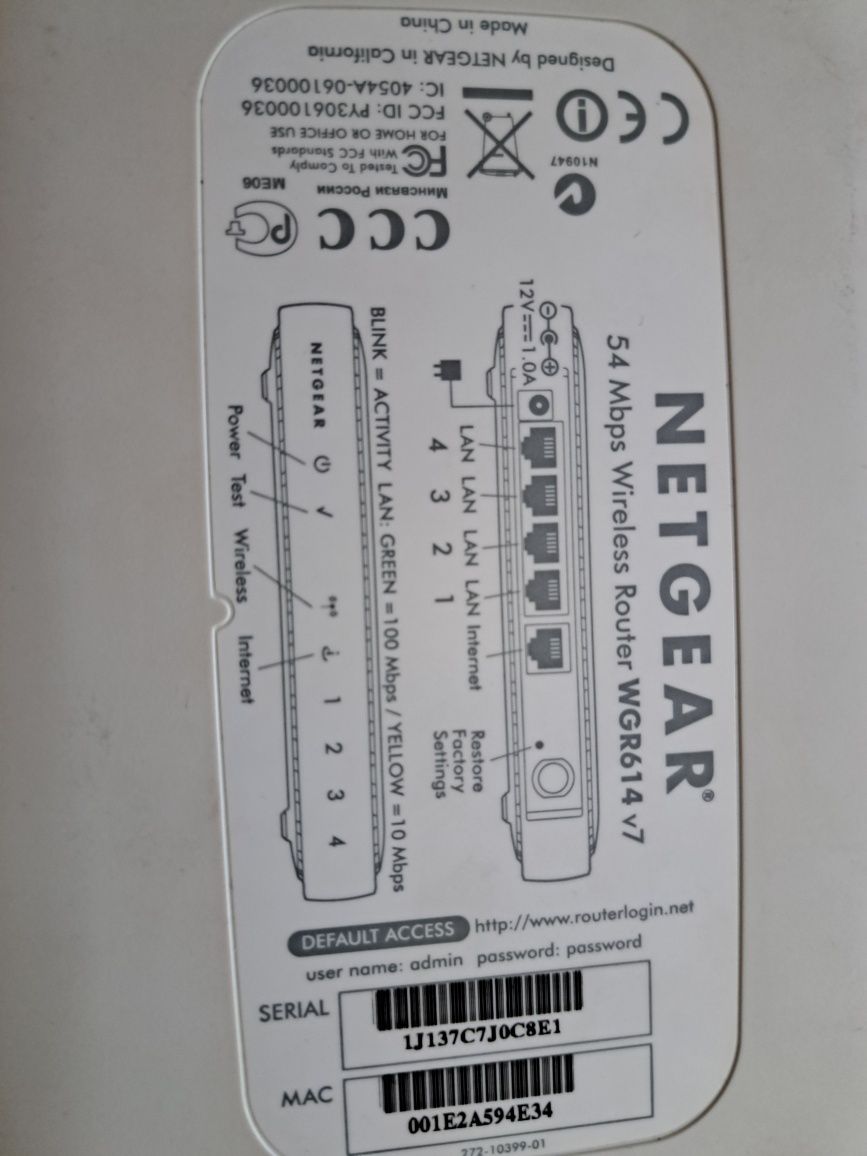 NETGEAR®
54 Mbps Wireless Router WGR614 v7
12V 1.0A
LAN LAN LAN LAN Internet
4 3 2 1
Restore
Factory
Settings
BLINK = ACTIVITY LAN: GREEN =100 Mbps / YELLOW =10 Mbps
NETGEAR 1 2 3 4
Power Test Wireless Internet
DEFAULT ACCESS http://www.routerlogin.net
user name: admin password: password
SERIAL
1J137C7J0C8E1
MAC
001E2A594E34
272-10399-01
CE
N10947
CCC
Минсвязи России
ME06
FC Tested To Comply
With FCC Standards
FOR HOME OR OFFICE USE
FCC ID: PY306100036
IC: 4054A-06100036
Designed by NETGEAR in California
Made in China